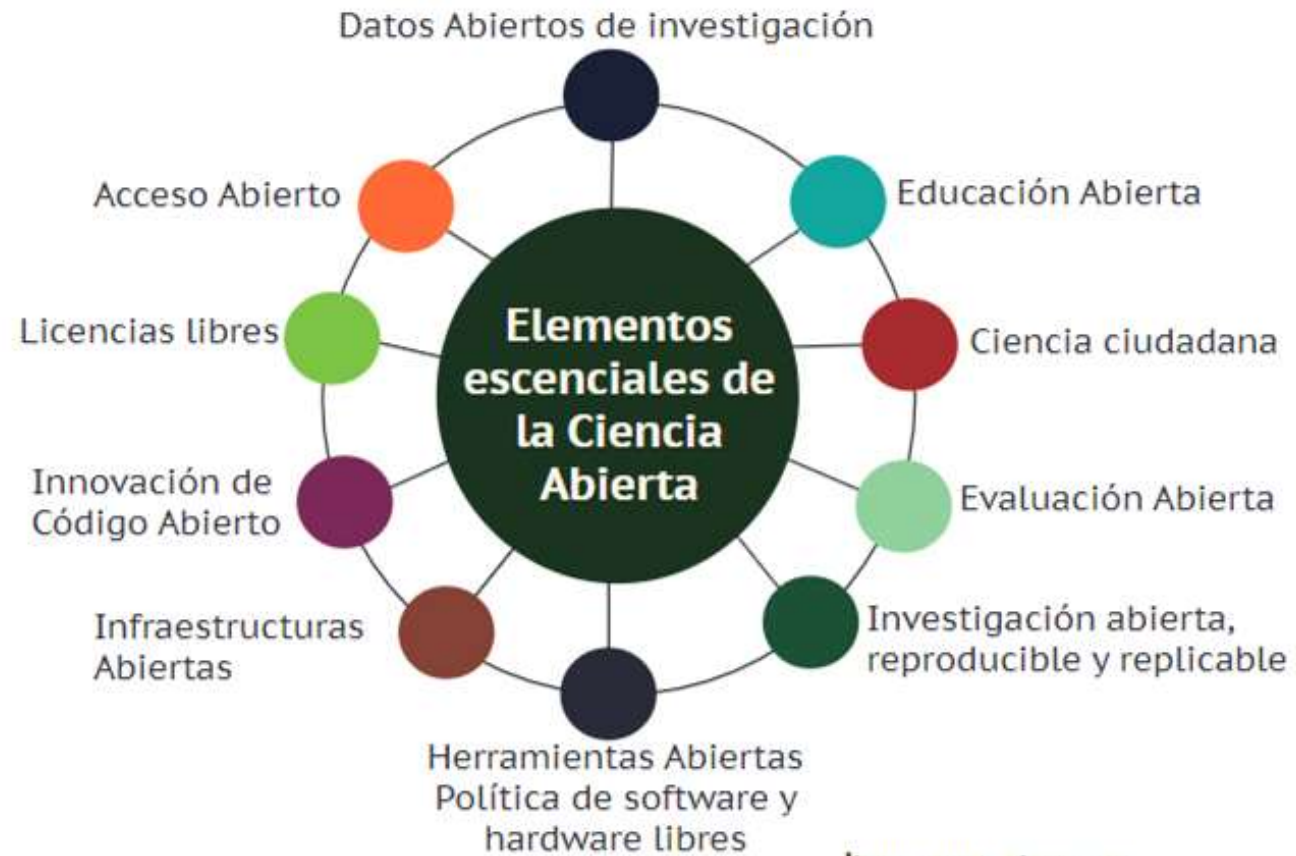 Datos Abiertos de investigación
Acceso Abierto
Educación Abierta
Licencias libres
Ciencia ciudadana
Elementos
escenciales de
la Ciencia
Abierta
Innovación de
Código Abierto
Evaluación Abierta
Infraestructuras
Abiertas
Investigación abierta,
reproducible y replicable
Herramientas Abiertas
Política de software y
hardware libres